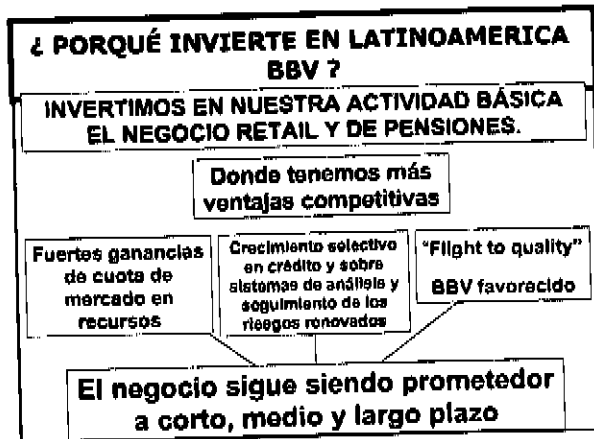 ¿ PORQUÉ INVIERTE EN LATINOAMERICA
BBV ?
INVERTIMOS EN NUESTRA ACTIVIDAD BÁSICA
EL NEGOCIO RETAIL Y DE PENSIONES.
Donde tenemos más
ventajas competitivas
Fuertes ganancias
de cuota de
mercado en
recursos
Crecimiento selectivo
en crédito y sobre
sistemas de análisis y
seguimiento de los
riesgos renovados
"Flight to quality"
BBV favorecido
El negocio sigue siendo prometedor
a corto, medio y largo plazo